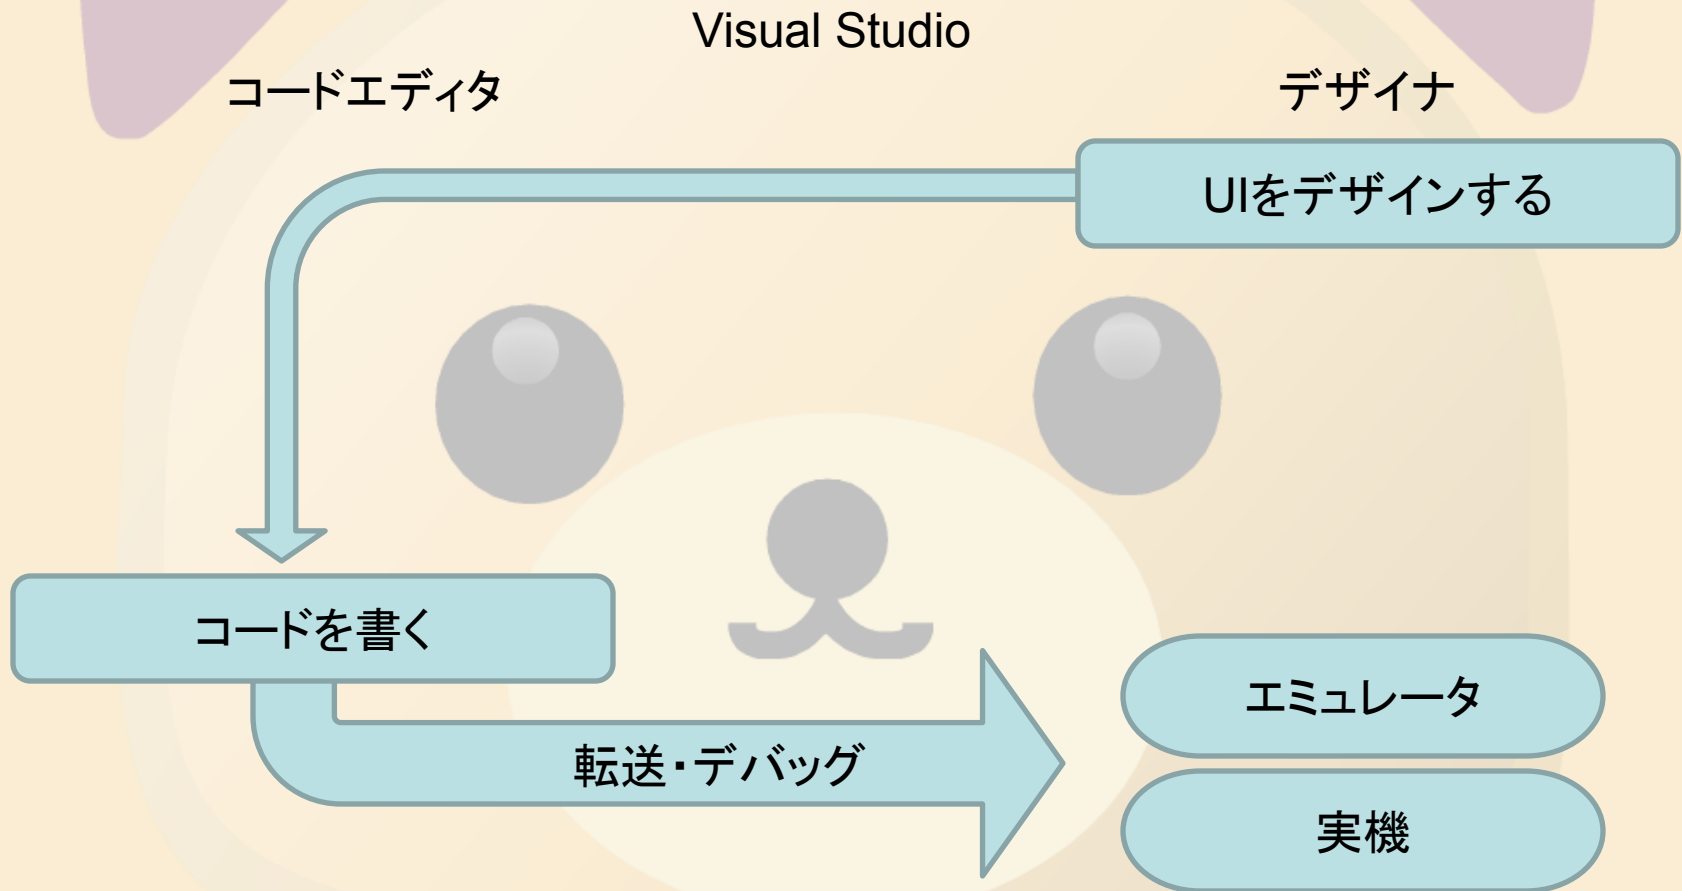 Visual Studio
コードエディタ
デザイナ
UIをデザインする
コードを書く
エミュレータ
転送・デバッグ
実機